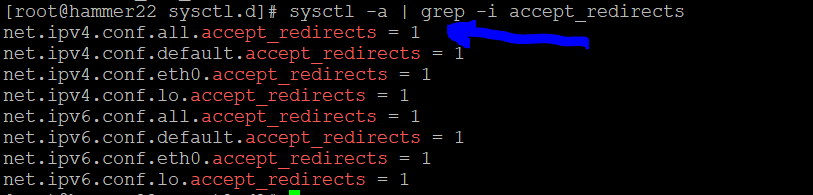 [root@hammer22 sysctl.d]# sysctl -a | grep -i accept_redirects
net.ipv4.conf.all.accept_redirects = 1
net.ipv4.conf.default.accept_redirects = 1
net.ipv4.conf.eth0.accept_redirects = 1
net.ipv4.conf.lo.accept_redirects = 1
net.ipv6.conf.all.accept_redirects = 1
net.ipv6.conf.default.accept_redirects = 1
net.ipv6.conf.eth0.accept_redirects = 1
net.ipv6.conf.lo.accept_redirects = 1